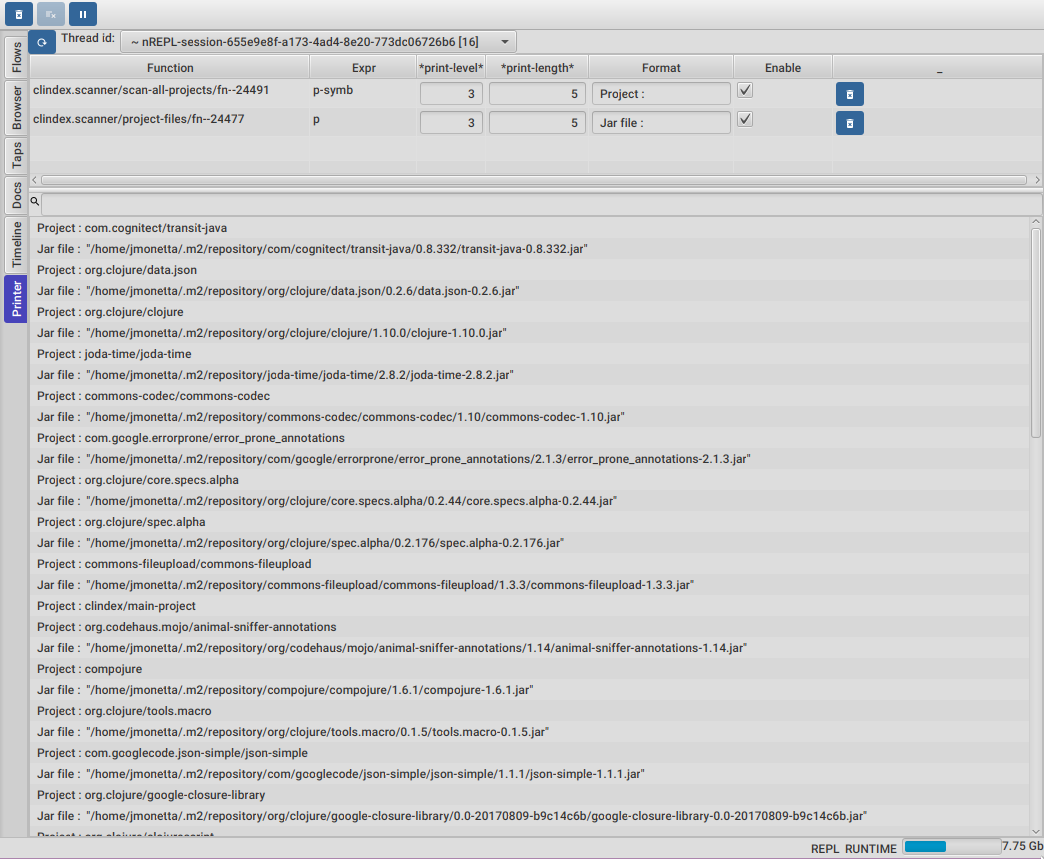 Thread id: ~ nREPL-session-655e9e8f-a173-4ad4-8e20-773dc06726b6 [16]
Flows
Browser
Taps
Docs
Timeline
Printer
Function Expr *print-level* *print-length* Format Enable _
clindex.scanner/scan-all-projects/fn--24491 p-symb 3 5 Project :
clindex.scanner/project-files/fn--24477 p 3 5 Jar file :
Project : com.cognitect/transit-java
Jar file : "/home/jmonetta/.m2/repository/com/cognitect/transit-java/0.8.332/transit-java-0.8.332.jar"
Project : org.clojure/data.json
Jar file : "/home/jmonetta/.m2/repository/org/clojure/data.json/0.2.6/data.json-0.2.6.jar"
Project : org.clojure/clojure
Jar file : "/home/jmonetta/.m2/repository/org/clojure/clojure/1.10.0/clojure-1.10.0.jar"
Project : joda-time/joda-time
Jar file : "/home/jmonetta/.m2/repository/joda-time/joda-time/2.8.2/joda-time-2.8.2.jar"
Project : commons-codec/commons-codec
Jar file : "/home/jmonetta/.m2/repository/commons-codec/commons-codec/1.10/commons-codec-1.10.jar"
Project : com.google.errorprone/error_prone_annotations
Jar file : "/home/jmonetta/.m2/repository/com/google/errorprone/error_prone_annotations/2.1.3/error_prone_annotations-2.1.3.jar"
Project : org.clojure/core.specs.alpha
Jar file : "/home/jmonetta/.m2/repository/org/clojure/core.specs.alpha/0.2.44/core.specs.alpha-0.2.44.jar"
Project : org.clojure/spec.alpha
Jar file : "/home/jmonetta/.m2/repository/org/clojure/spec.alpha/0.2.176/spec.alpha-0.2.176.jar"
Project : commons-fileupload/commons-fileupload
Jar file : "/home/jmonetta/.m2/repository/commons-fileupload/commons-fileupload/1.3.3/commons-fileupload-1.3.3.jar"
Project : clindex/main-project
Project : org.codehaus.mojo/animal-sniffer-annotations
Jar file : "/home/jmonetta/.m2/repository/org/codehaus/mojo/animal-sniffer-annotations/1.14/animal-sniffer-annotations-1.14.jar"
Project : compojure
Jar file : "/home/jmonetta/.m2/repository/compojure/compojure/1.6.1/compojure-1.6.1.jar"
Project : org.clojure/tools.macro
Jar file : "/home/jmonetta/.m2/repository/org/clojure/tools.macro/0.1.5/tools.macro-0.1.5.jar"
Project : com.googlecode.json-simple/json-simple
Jar file : "/home/jmonetta/.m2/repository/com/googlecode/json-simple/json-simple/1.1.1/json-simple-1.1.1.jar"
Project : org.clojure/google-closure-library
Jar file : "/home/jmonetta/.m2/repository/org/clojure/google-closure-library/0.0-20170809-b9c14c6b/google-closure-library-0.0-20170809-b9c14c6b.jar"
Project : org.clojure/clojurescript
REPL RUNTIME 7.75 Gb